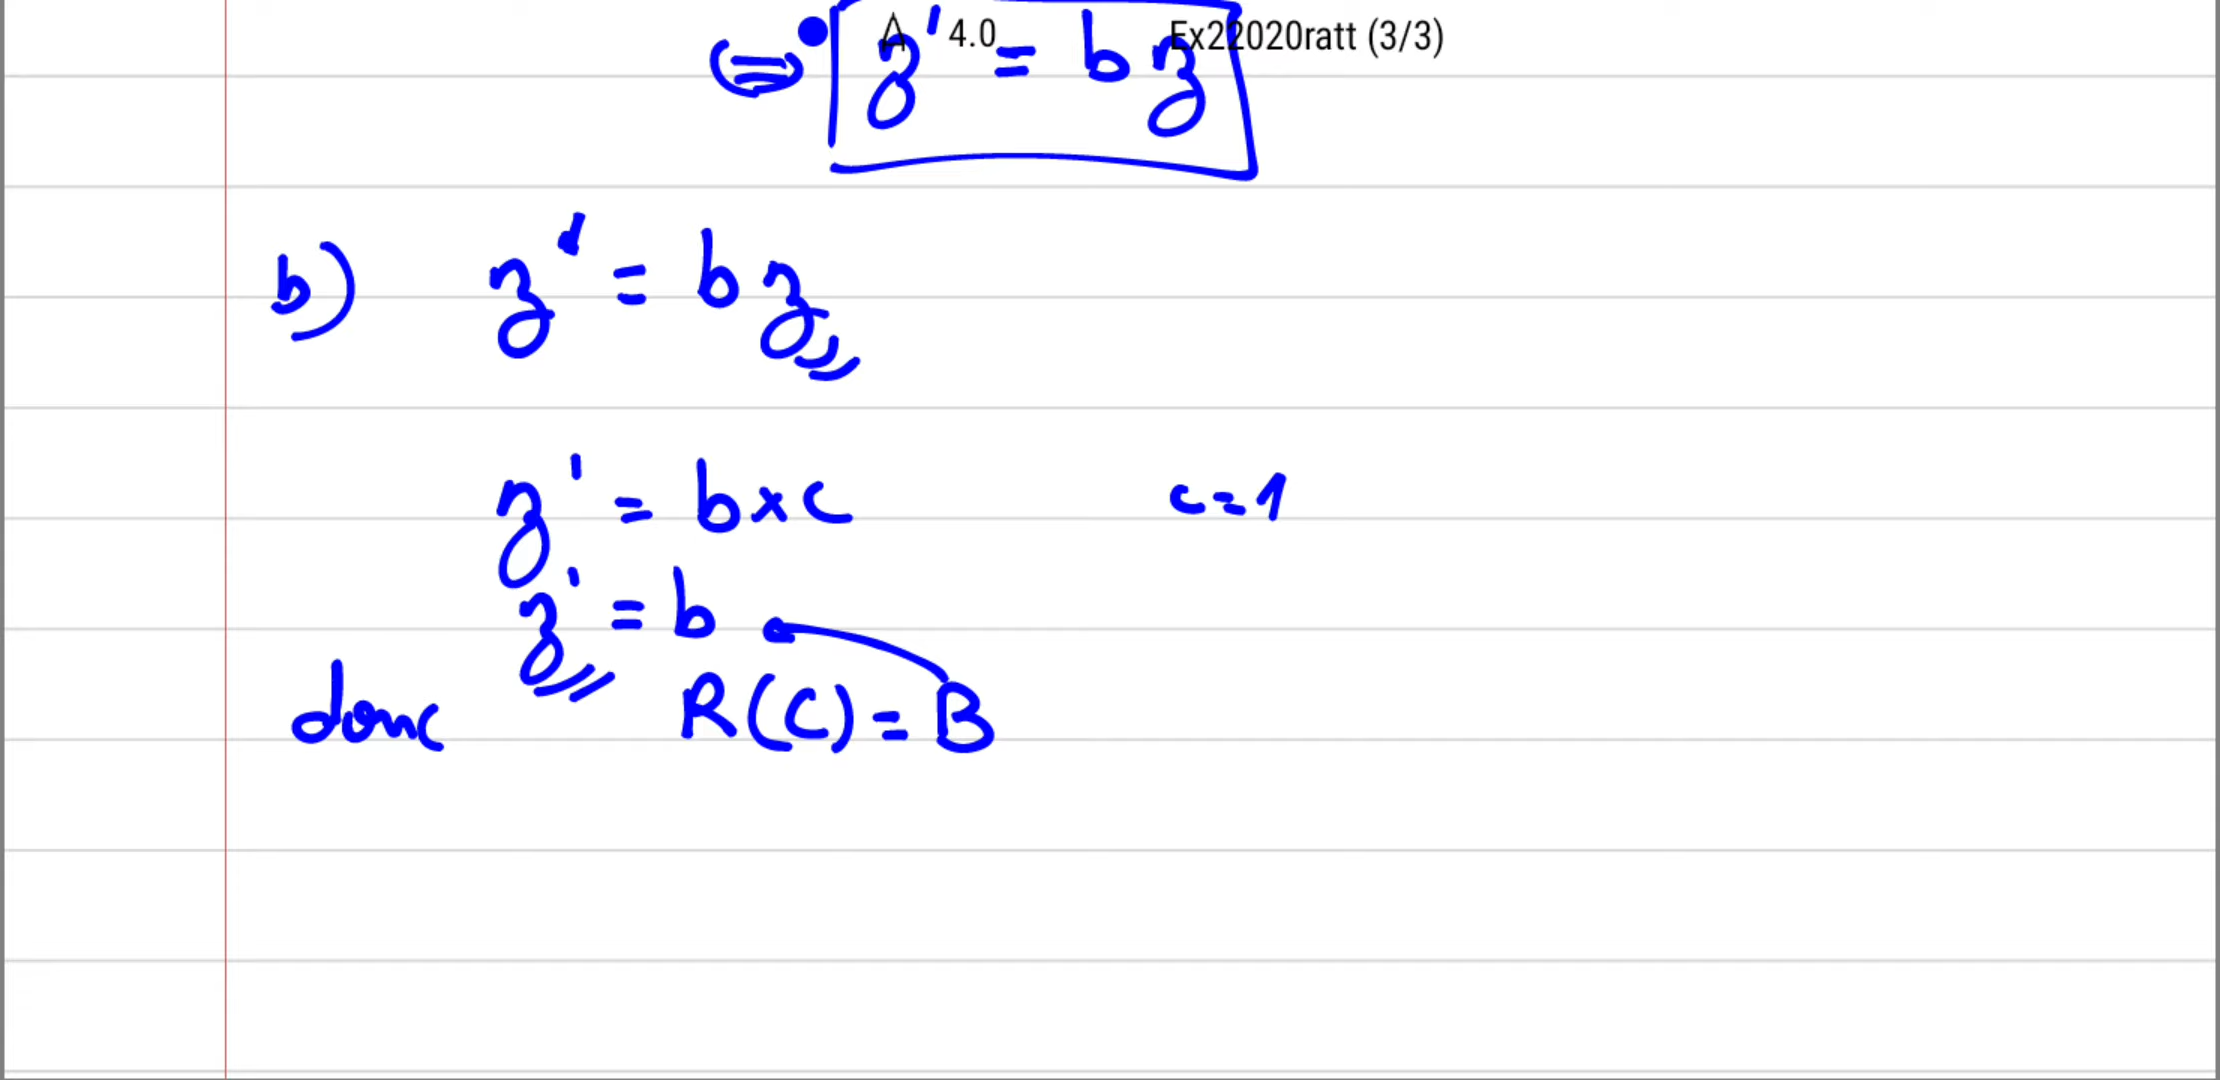 A 4.0 Ex22020ratt (3/3)
⇔ z' = bz
b) z' = bz
z' = b×c c=1
z' = b
donc R(C) = B